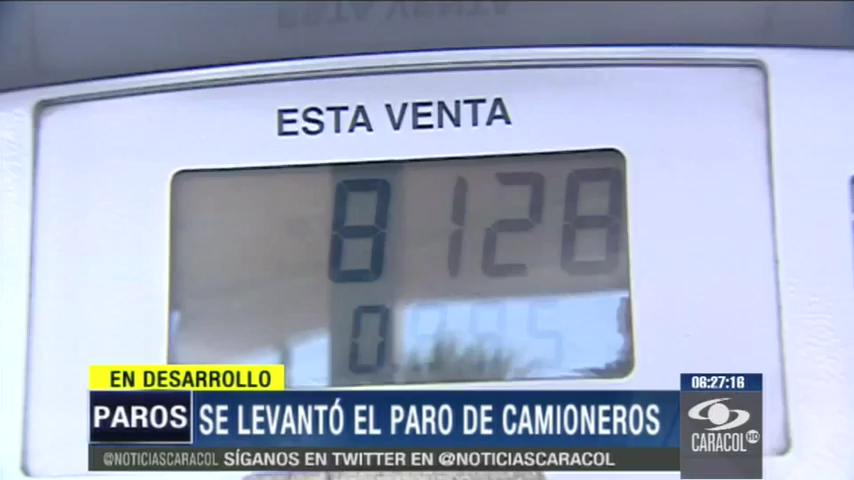 ESTA VENTA
8128
EN DESARROLLO
06:27:16
PAROS
SE LEVANTÓ EL PARO DE CAMIONEROS
CARACOL HD
@NOTICIASCARACOL SÍGANOS EN TWITTER EN @NOTICIASCARACOL